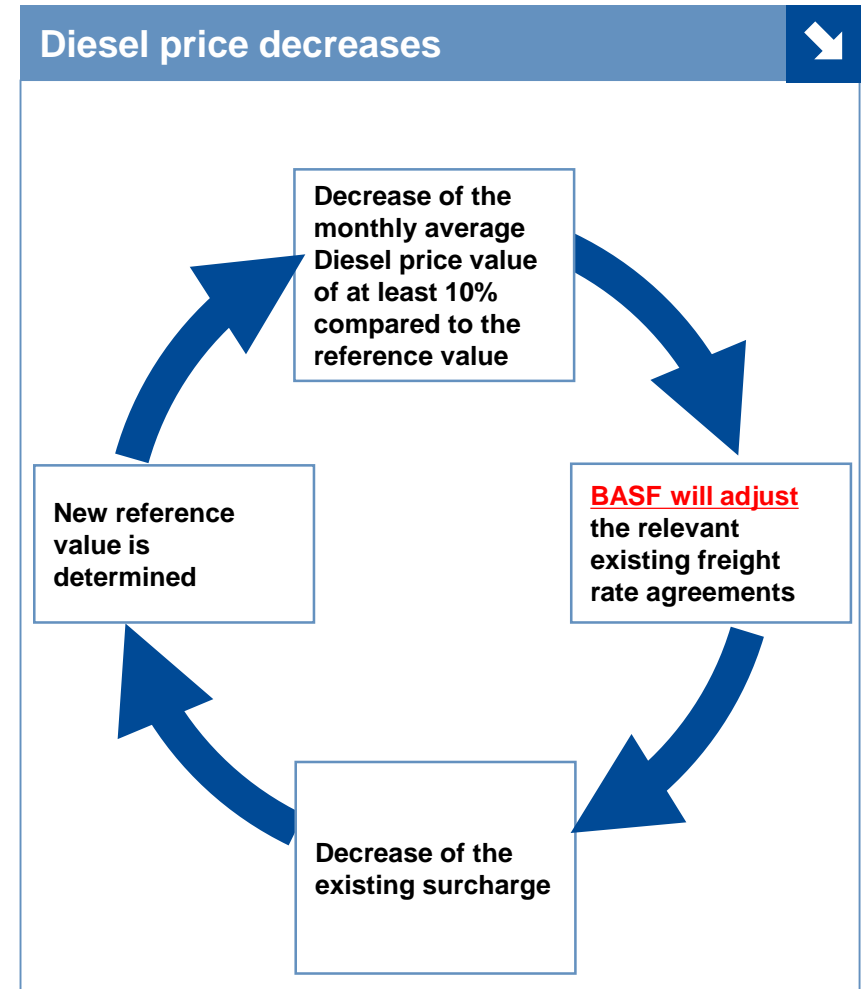 Diesel price decreases
Decrease of the
monthly average
Diesel price value
of at least 10%
compared to the
reference value
BASF will adjust
the relevant
existing freight
rate agreements
Decrease of the
existing surcharge
New reference
value is
determined